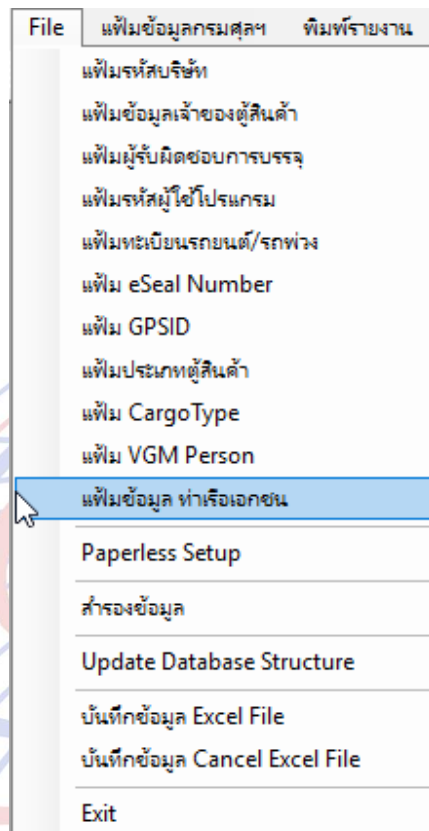 File แฟ้มข้อมูลกรมศุลฯ พิมพ์รายงาน
แฟ้มรหัสบริษัท
แฟ้มข้อมูลเจ้าของตู้สินค้า
แฟ้มผู้รับผิดชอบการบรรจุ
แฟ้มรหัสผู้ใช้โปรแกรม
แฟ้มทะเบียนรถยนต์/รถพ่วง
แฟ้ม eSeal Number
แฟ้ม GPSID
แฟ้มประเภทตู้สินค้า
แฟ้ม CargoType
แฟ้ม VGM Person
แฟ้มข้อมูล ท่าเรือเอกชน
Paperless Setup
สำรองข้อมูล
Update Database Structure
บันทึกข้อมูล Excel File
บันทึกข้อมูล Cancel Excel File
Exit